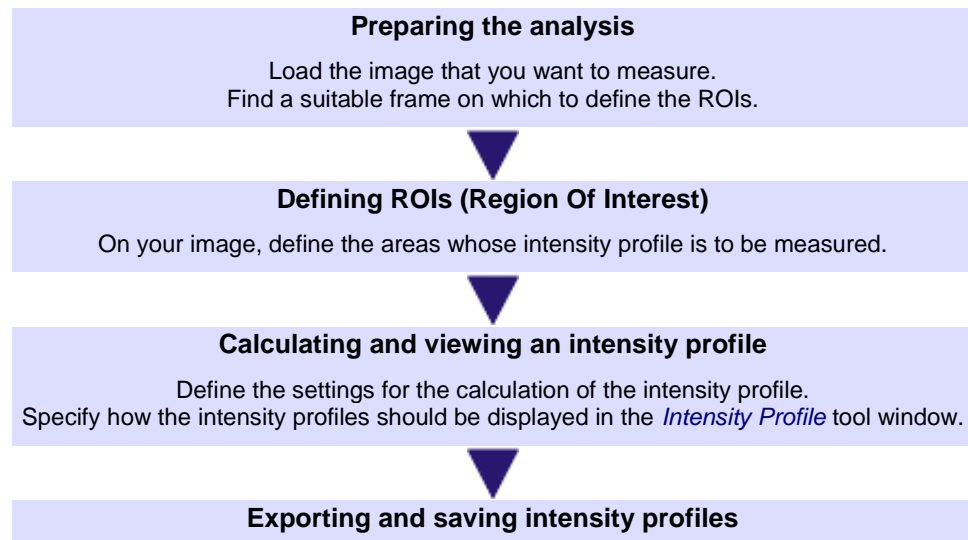 Preparing the analysis
Load the image that you want to measure.
Find a suitable frame on which to define the ROIs.
Defining ROIs (Region Of Interest)
On your image, define the areas whose intensity profile is to be measured.
Calculating and viewing an intensity profile
Define the settings for the calculation of the intensity profile.
Specify how the intensity profiles should be displayed in the Intensity Profile tool window.
Exporting and saving intensity profiles